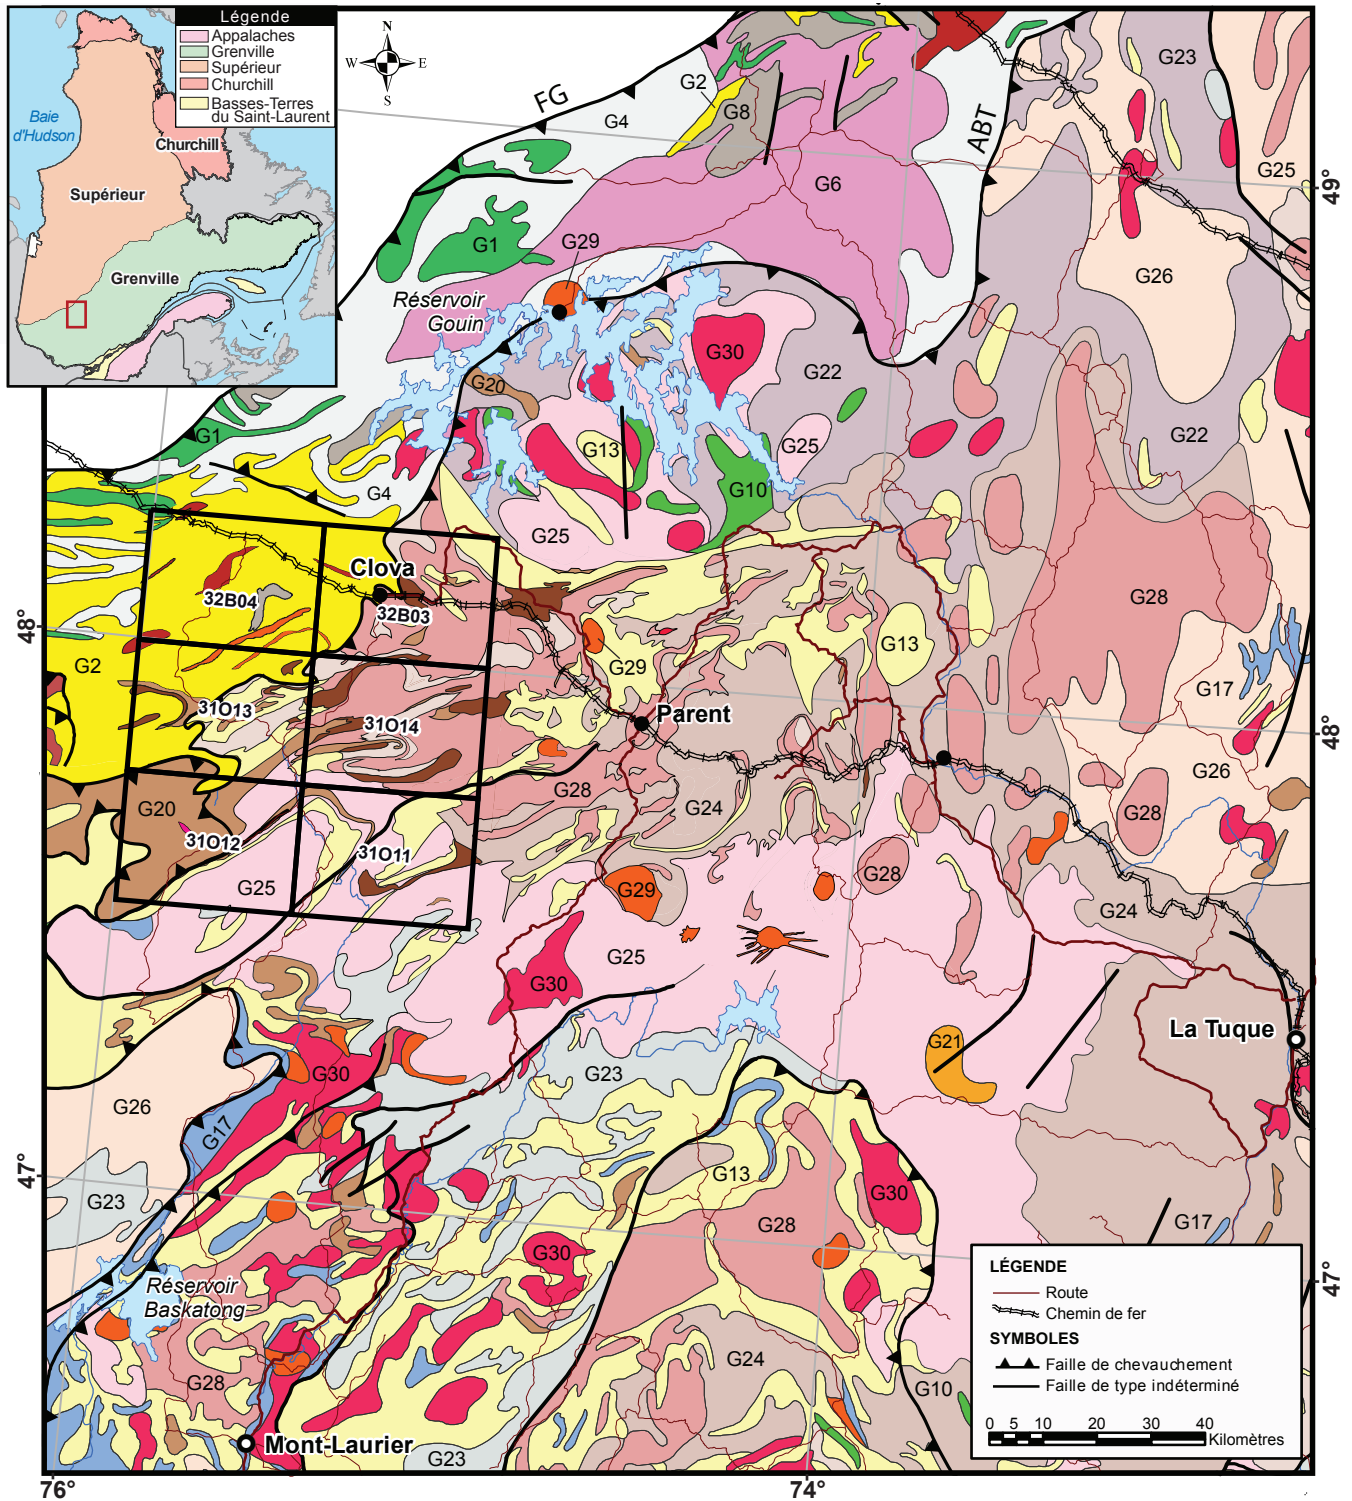 Légende
Appalaches
Grenville
Supérieur
Churchill
Basses-Terres
du Saint-Laurent
Baie
d'Hudson
Churchill
Supérieur
Grenville
N
W
E
S
FG
G4
G2
G8
ABT
G23
G25
G6
49°
G1
G29
Réservoir
Gouin
G26
G30
G22
G20
G1
G13
G25
G22
G4
G10
G25
Clova
32B04
32B03
G28
48°
G2
G13
G29
31O13
31O14
Parent
G17
48°
G26
G20
G28
G24
G28
31O12
31O11
G25
G29
G28
G24
G25
G30
La Tuque
G21
G30
G23
G26
G17
47°
G13
G23
G30
G28
G17
G30
Réservoir
Baskatong
47°
G24
G28
G10
Mont-Laurier
G23
LÉGENDE
Route
Chemin de fer
SYMBOLES
Faille de chevauchement
Faille de type indéterminé
0 5 10 20 30 40
Kilomètres
76°
74°